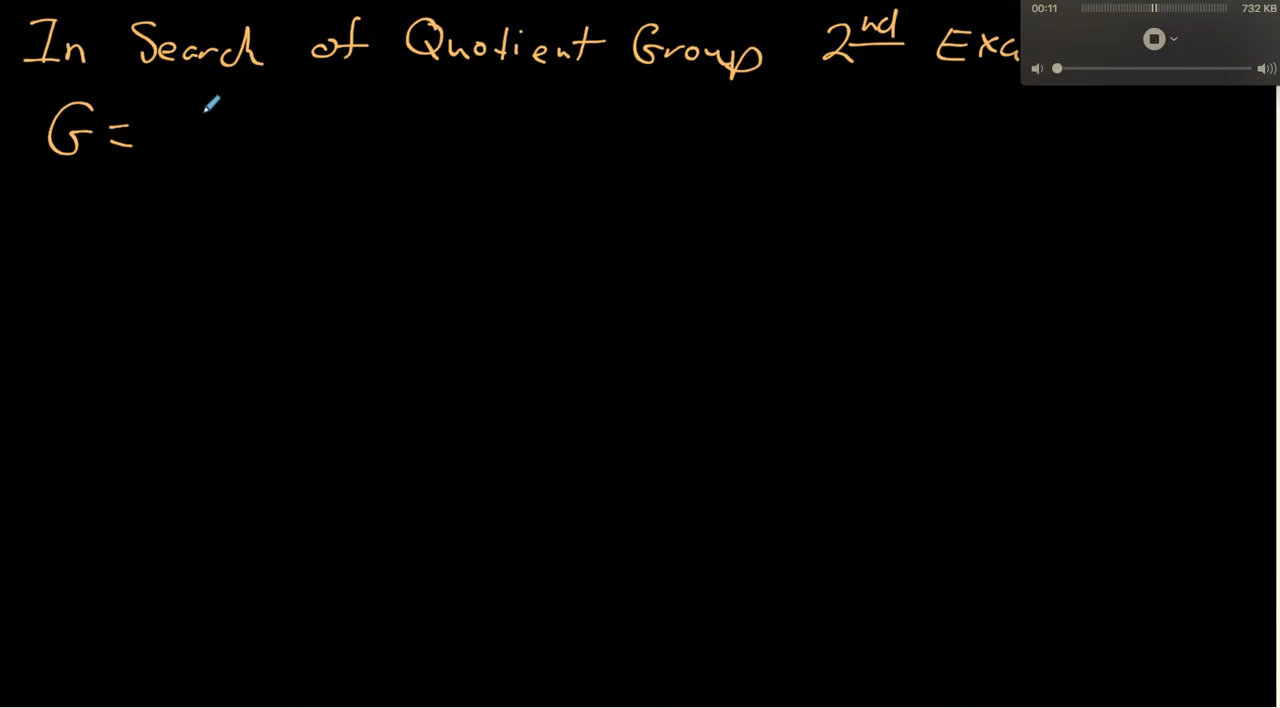 In Search of Quotient Group 2nd Exa
00:11 732 KB
G=